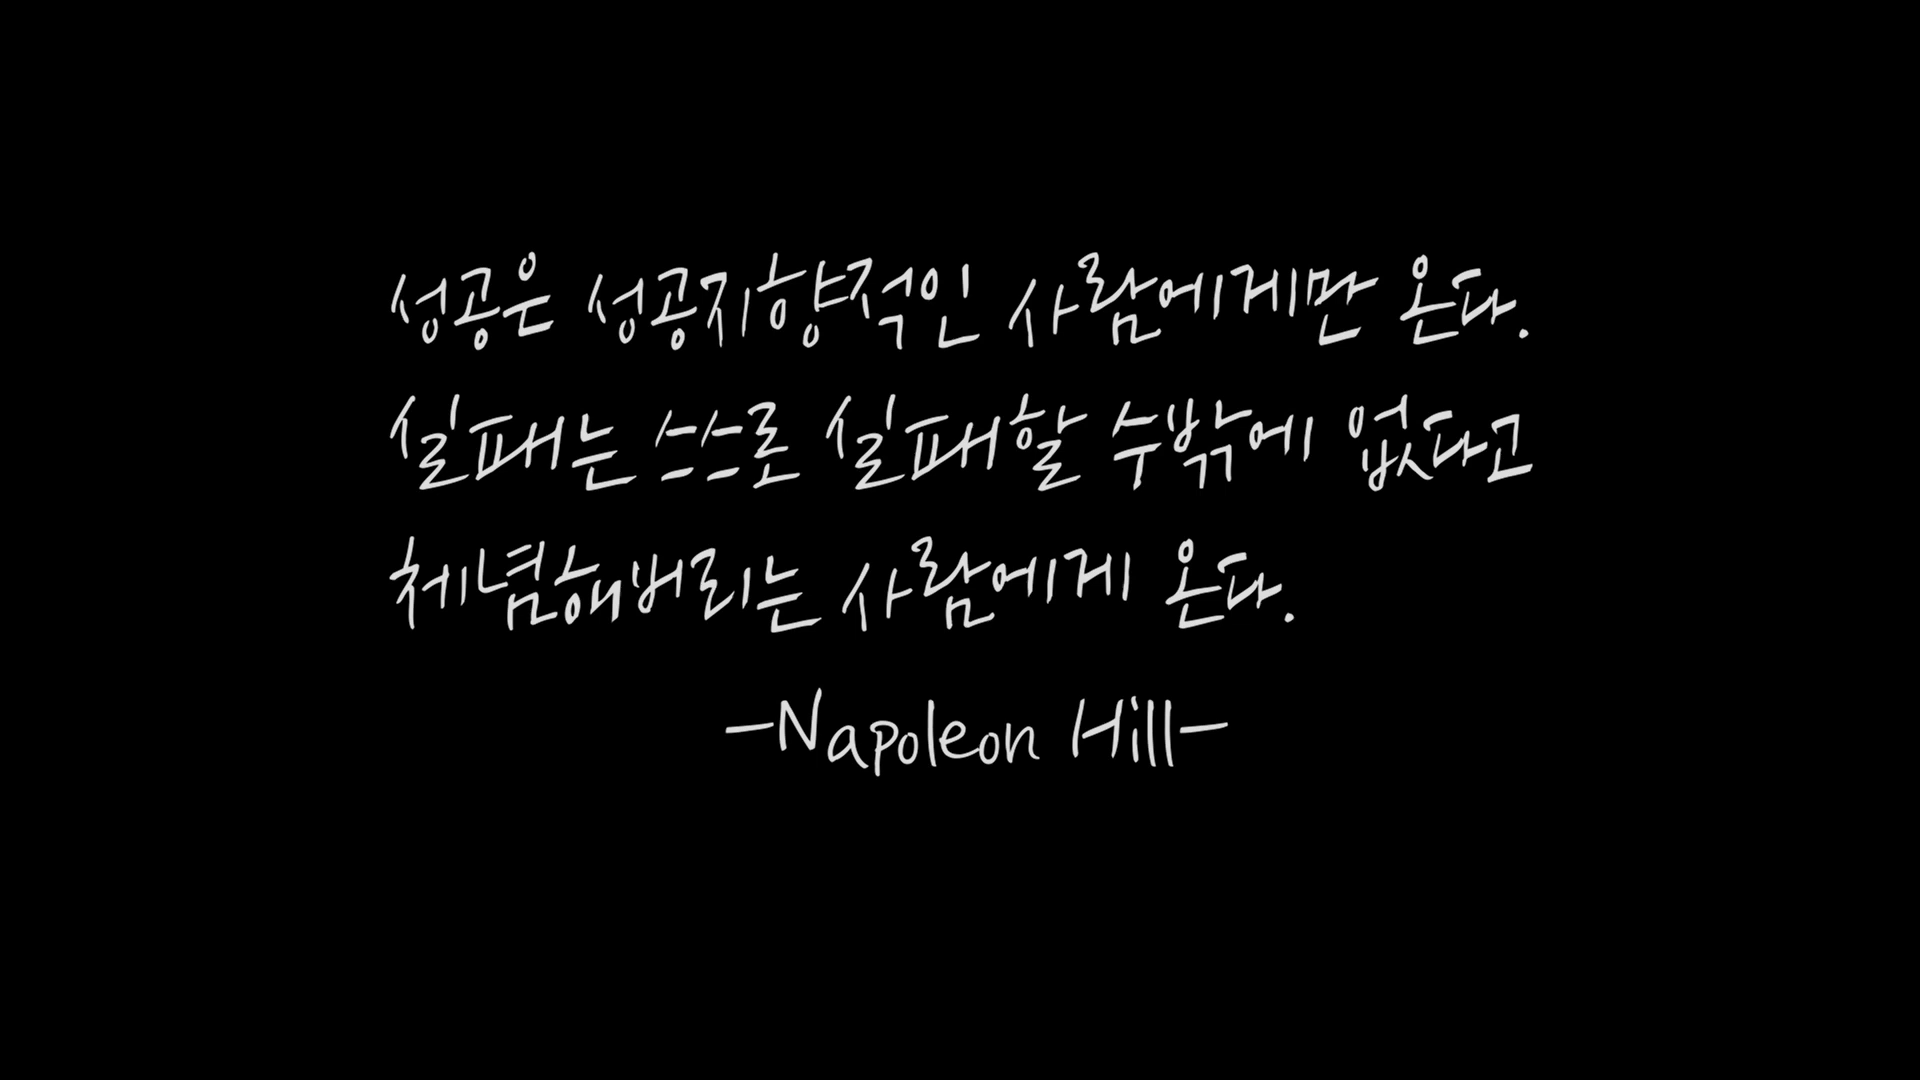 성공은 성공지향적인 사람에게만 온다.
실패는 스스로 실패할 수밖에 없다고
체념해버리는 사람에게 온다.
-Napoleon Hill-